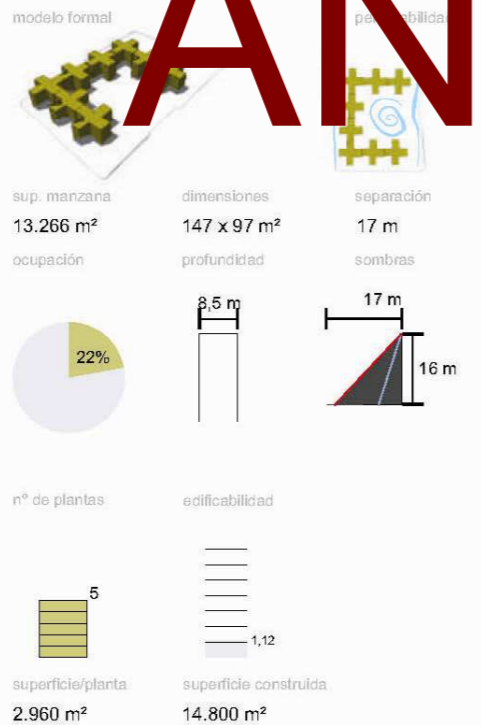 modelo formal
AN
sup. manzana dimensiones separación
13.266 m² 147 x 97 m² 17 m
ocupación profundidad sombras
8,5 m 17 m
22%
16 m
nº de plantas edificabilidad
5
1,12
superficie/planta superficie construida
2.960 m² 14.800 m²